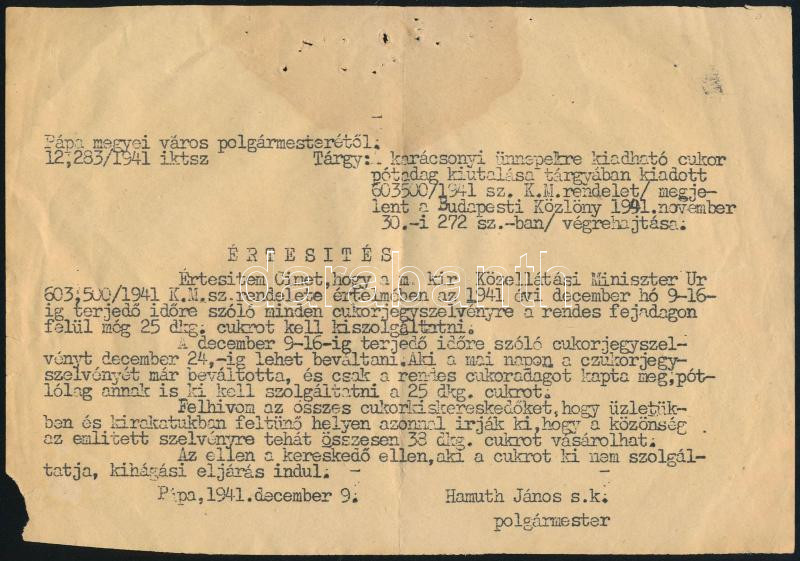 Pápa megyei város polgármesterétől.
12,283/1941 iktsz Tárgy: karácsonyi ünnepekre kiadható cukor
pótadag kiutalása tárgyában kiadott
603500/1941 sz. K.M.rendelet/ megje-
lent a Budapesti Közlöny 1941.november
30.-i 272 sz.-ban/ végrehajtása.
ÉRTESITÉS
Értesitem Cinet,hogy a m. kir. Közellátási Miniszter Ur
603,500/1941 K.M.sz.rendelete értelmében az 1941 évi december hó 9-16-
ig terjedő időre szóló minden cukorjegyszelvényre a rendes fejadagon
felül még 25 dkg. cukrot kell kiszolgáltatni.
A december 9-16-ig terjedő időre szóló cukorjegyszel-
vényt december 24,-ig lehet beváltani.Aki a mai napon a czukorjegy-
szelvényét már beváltotta, és csak a rendes cukoradagot kapta meg,pót-
lólag annak is ki kell szolgáltatni a 25 dkg. cukrot.
Felhivom az összes cukorkiskereskedőket,hogy üzletük-
ben és kirakatukban feltünő helyen azonnal irják ki,hogy a közönség
az emlitett szelvényre tehát összesen 38 dkg. cukrot vásárolhat.
Az ellen a kereskedő ellen,aki a cukrot ki nem szolgál-
tatja, kihágási eljárás indul.
Pápa,1941.december 9. Hamuth János s.k.
polgármester
darabanth